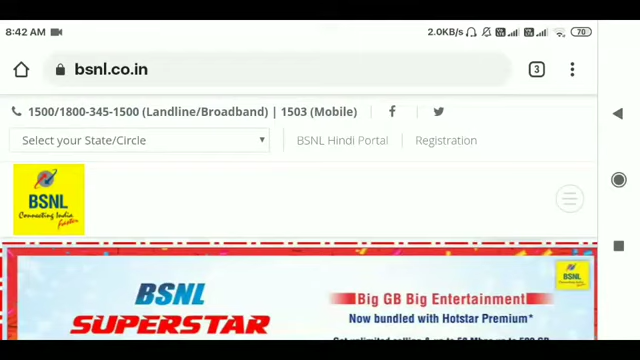 8:42 AM 2.0KB/s 70
bsnl.co.in 3
1500/1800-345-1500 (Landline/Broadband) | 1503 (Mobile)
Select your State/Circle BSNL Hindi Portal Registration
BSNL
Connecting India
faster
BSNL
SUPERSTAR
Big GB Big Entertainment
Now bundled with Hotstar Premium*
BSNL